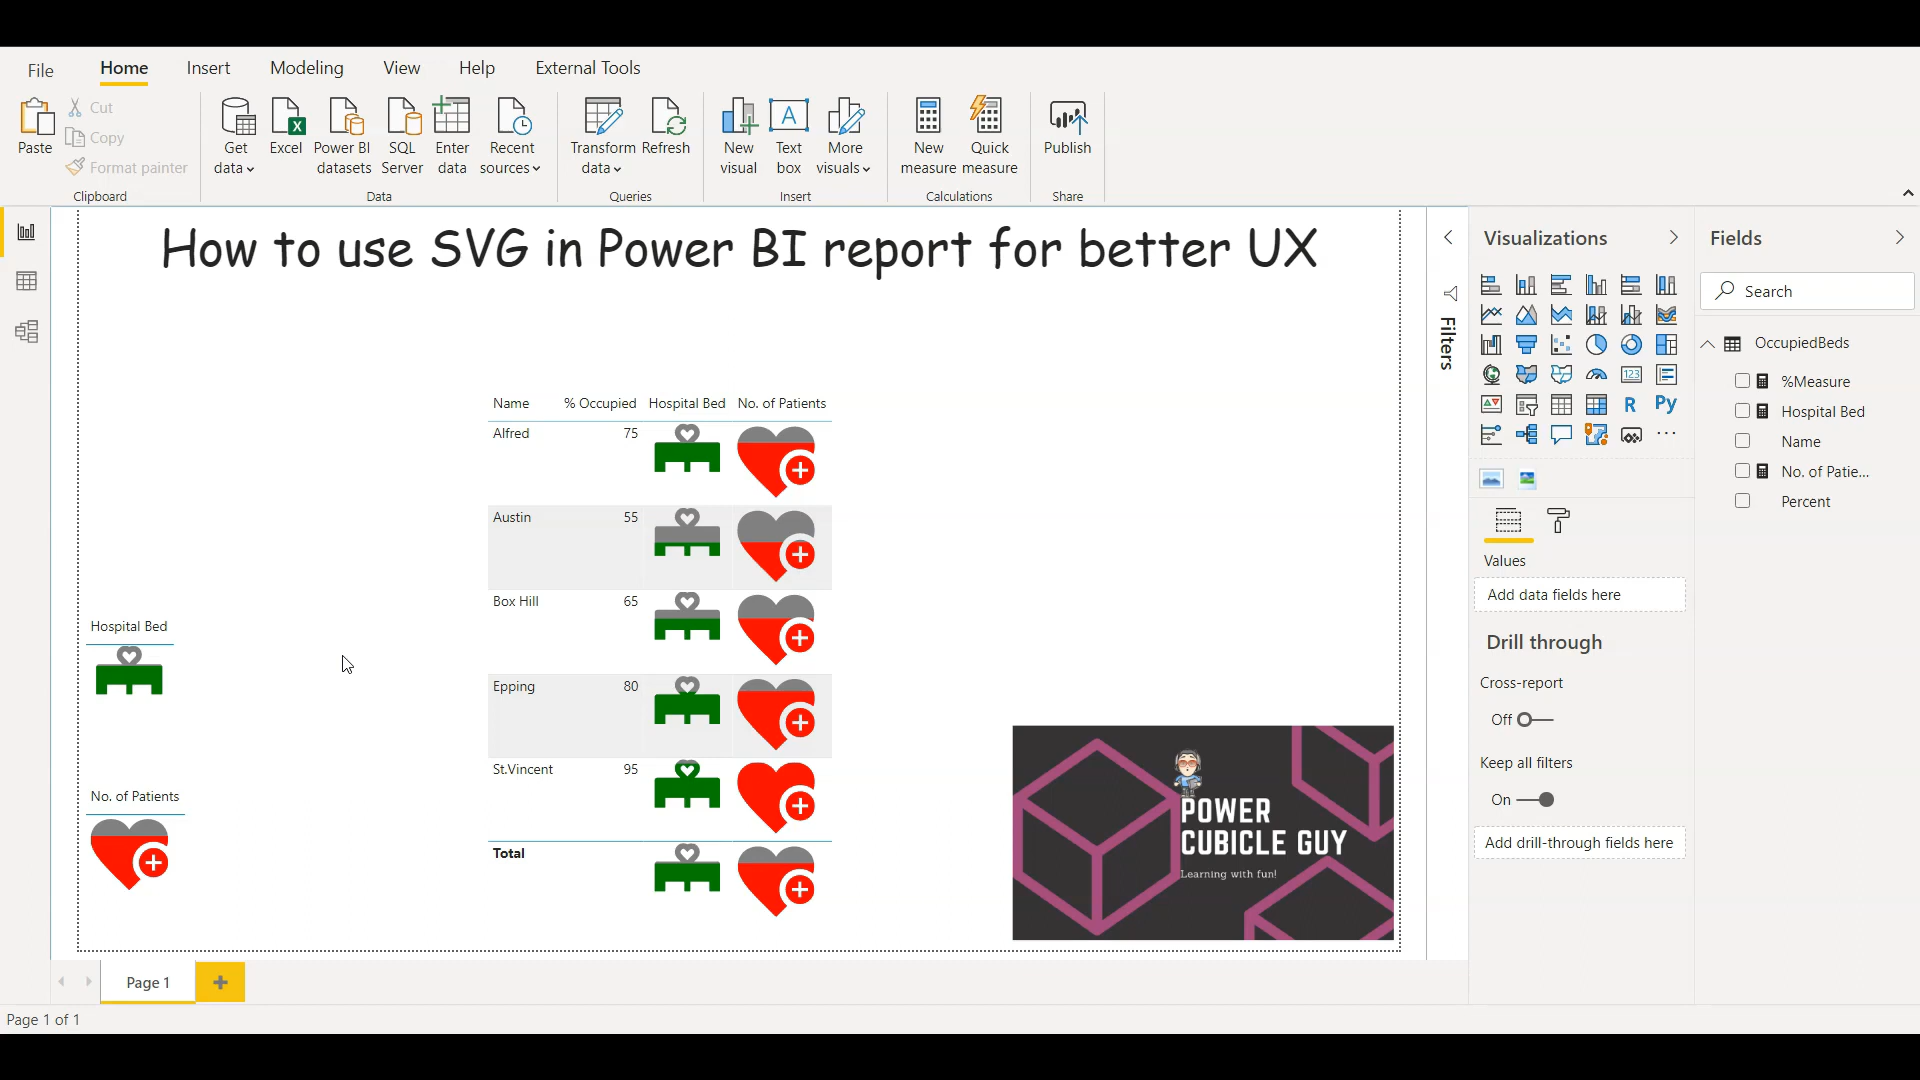 File
Home
Insert
Modeling
View
Help
External Tools
Paste
Cut
Copy
Format painter
Clipboard
Get data
Excel
Power BI datasets
SQL Server
Enter data
Recent sources
Data
Transform data
Refresh
Queries
New visual
Text box
More visuals
Insert
New measure
Quick measure
Calculations
Publish
Share
How to use SVG in Power BI report for better UX
Name % Occupied Hospital Bed No. of Patients
Alfred 75
Austin 55
Box Hill 65
Epping 80
St.Vincent 95
Total
Hospital Bed
No. of Patients
POWER
CUBICLE GUY
Learning with fun!
Filters
Visualizations
123
R
Py
Values
Add data fields here
Drill through
Cross-report
Off
Keep all filters
On
Add drill-through fields here
Fields
Search
OccupiedBeds
%Measure
Hospital Bed
Name
No. of Patie...
Percent
Page 1
Page 1 of 1